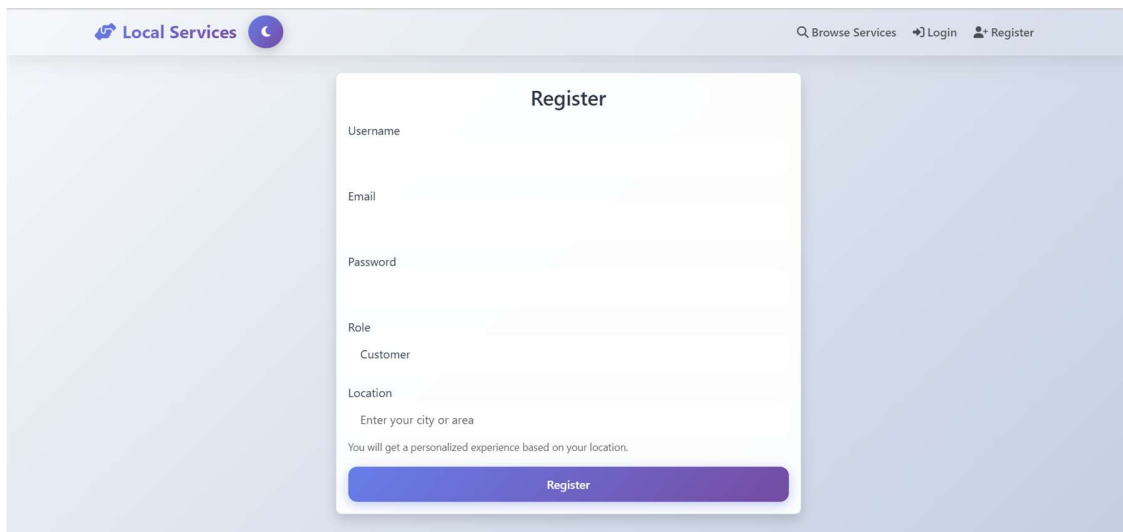 Local Services
Browse Services Login Register
Register
Username
Email
Password
Role
Customer
Location
Enter your city or area
You will get a personalized experience based on your location.
Register